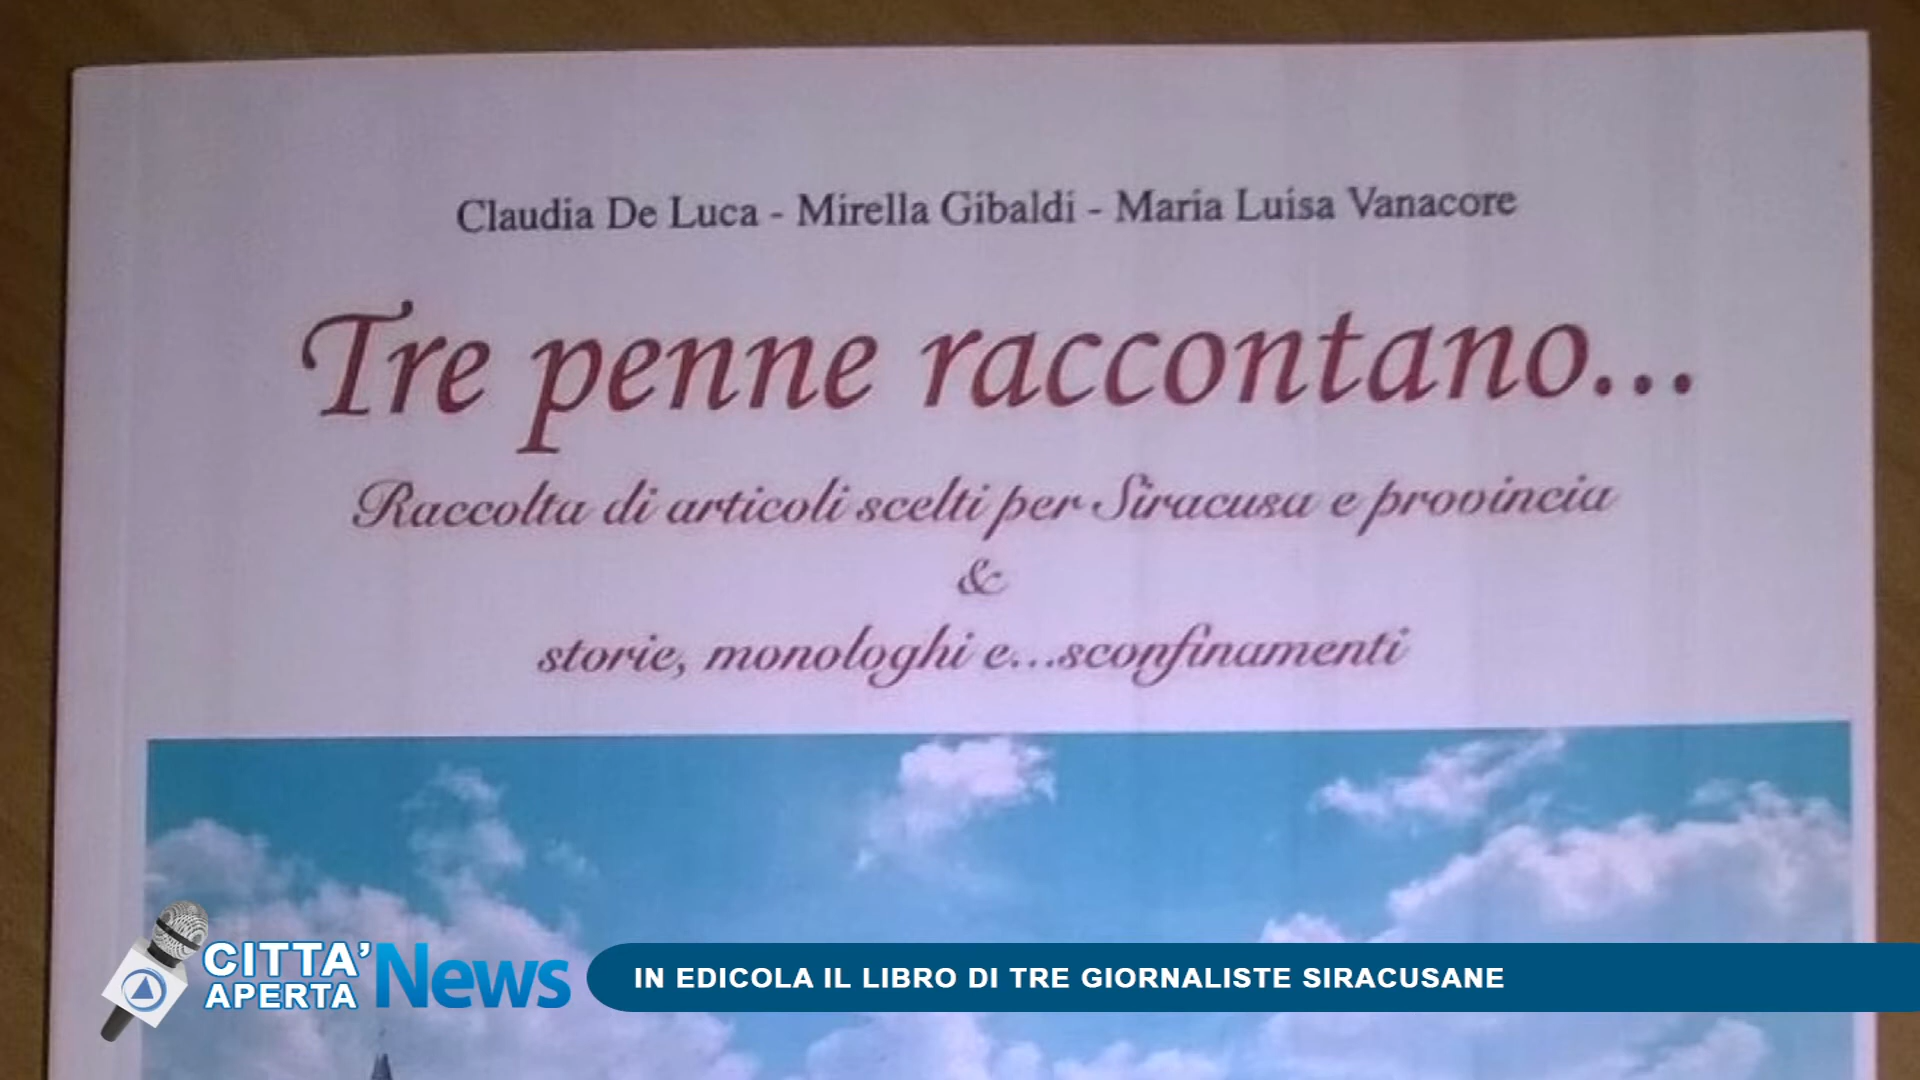 Claudia De Luca - Mirella Gibaldi - Maria Luisa Vanacore
Tre penne raccontano...
Raccolta di articoli scelti per Siracusa e provincia
&
storie, monologhi e...sconfinamenti
CITTA' APERTA News
IN EDICOLA IL LIBRO DI TRE GIORNALISTE SIRACUSANE